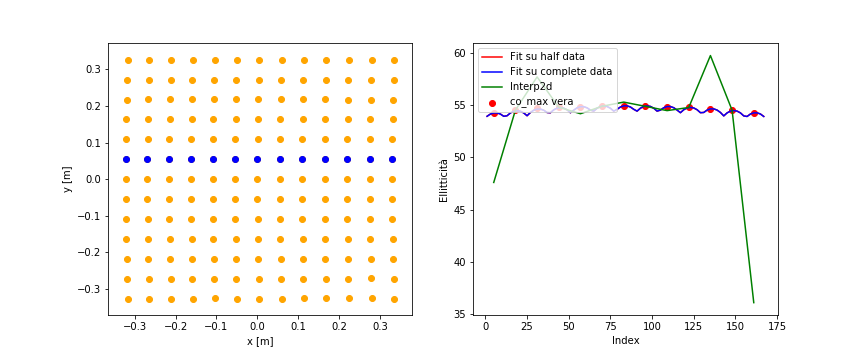 0.3
0.2
0.1
0.0
−0.1
−0.2
−0.3
y [m]
−0.3 −0.2 −0.1 0.0 0.1 0.2 0.3
x [m]
60
55
50
45
40
35
Ellitticità
Fit su half data
Fit su complete data
Interp2d
co_max vera
0 25 50 75 100 125 150 175
Index